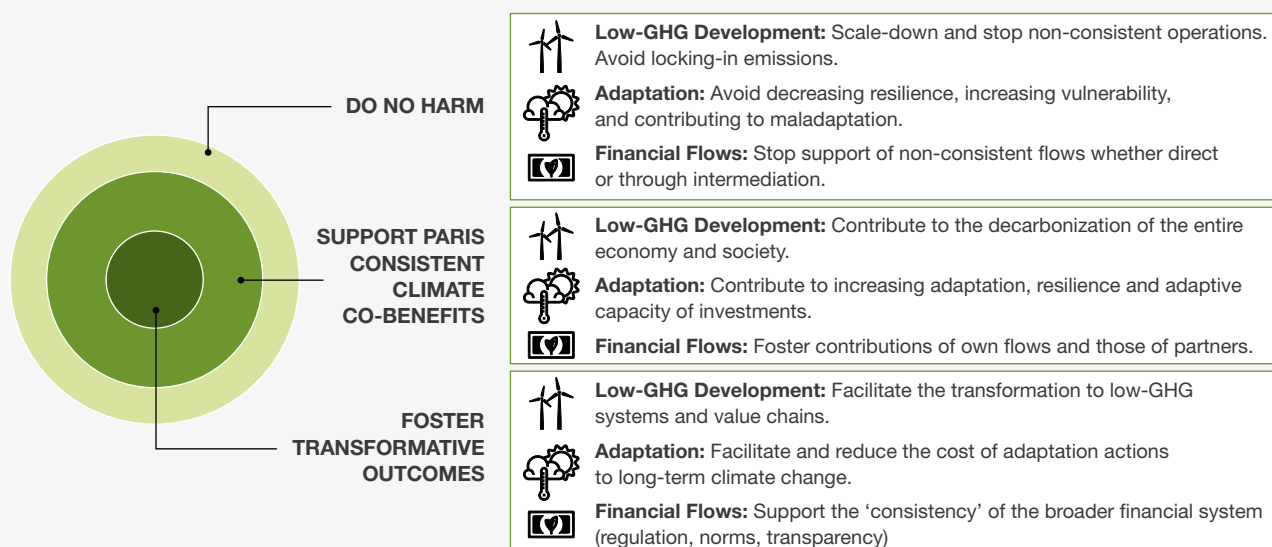 DO NO HARM
Low-GHG Development: Scale-down and stop non-consistent operations.
Avoid locking-in emissions.
Adaptation: Avoid decreasing resilience, increasing vulnerability,
and contributing to maladaptation.
Financial Flows: Stop support of non-consistent flows whether direct
or through intermediation.
SUPPORT PARIS
CONSISTENT
CLIMATE
CO-BENEFITS
Low-GHG Development: Contribute to the decarbonization of the entire
economy and society.
Adaptation: Contribute to increasing adaptation, resilience and adaptive
capacity of investments.
Financial Flows: Foster contributions of own flows and those of partners.
FOSTER
TRANSFORMATIVE
OUTCOMES
Low-GHG Development: Facilitate the transformation to low-GHG
systems and value chains.
Adaptation: Facilitate and reduce the cost of adaptation actions
to long-term climate change.
Financial Flows: Support the ‘consistency’ of the broader financial system
(regulation, norms, transparency)